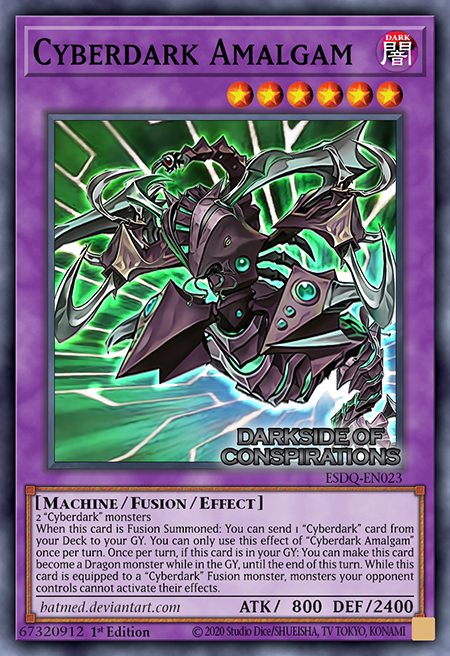 CYBERDARK AMALGAM
DARK
闇
DARKSIDE OF
CONSPIRATIONS
ESDQ-EN023
[MACHINE / FUSION / EFFECT]
2 "Cyberdark" monsters
When this card is Fusion Summoned: You can send 1 "Cyberdark" card from
your Deck to your GY. You can only use this effect of "Cyberdark Amalgam"
once per turn. Once per turn, if this card is in your GY: You can make this card
become a Dragon monster while in the GY, until the end of this turn. While this
card is equipped to a "Cyberdark" Fusion monster, monsters your opponent
controls cannot activate their effects.
batmed.deviantart.com
ATK/ 800 DEF/2400
67320912 1st Edition
©2020 Studio Dice/SHUEISHA, TV TOKYO, KONAMI